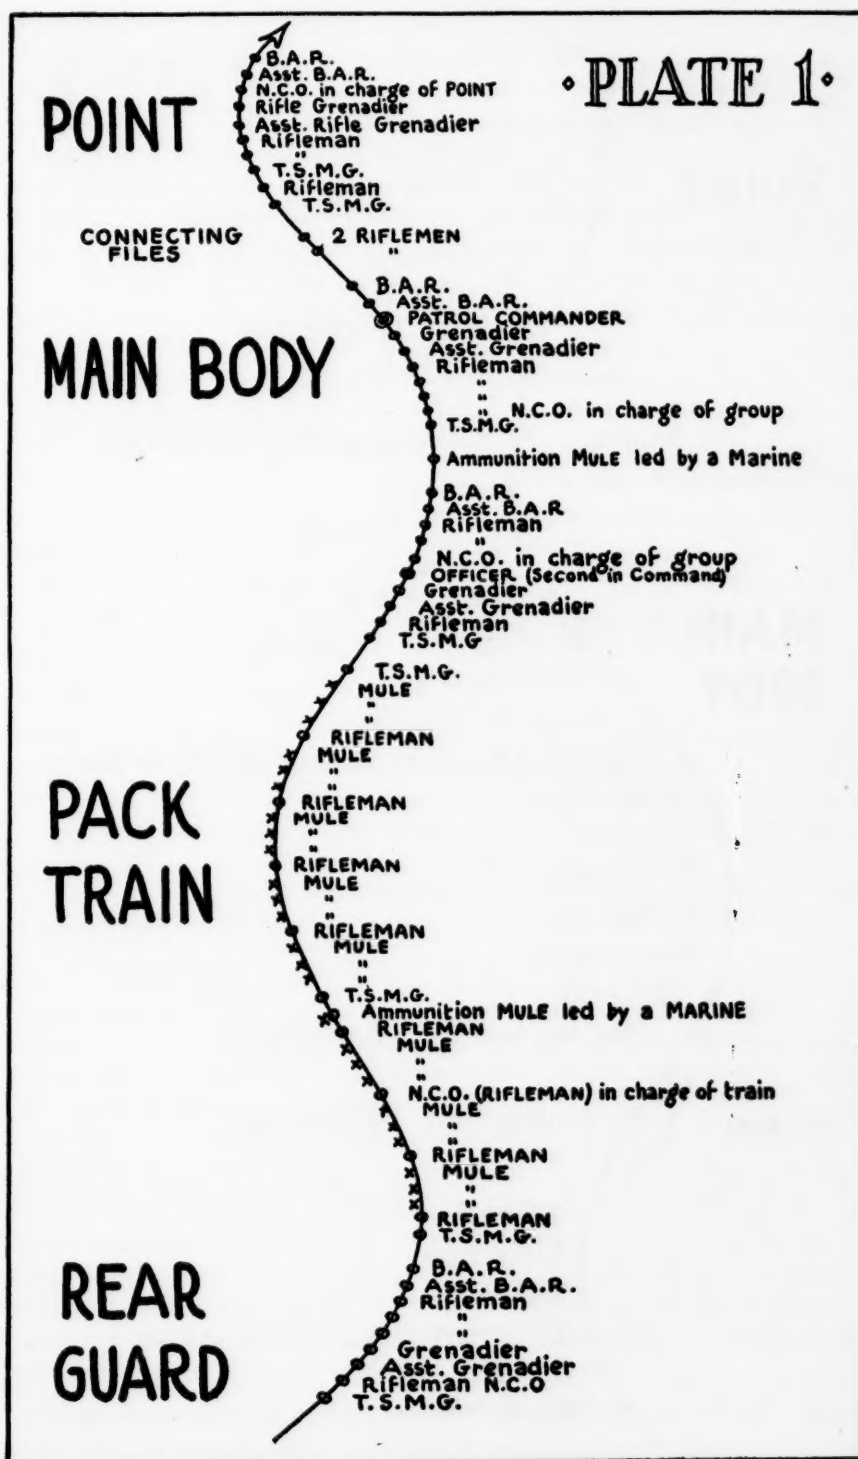 PLATE 1
POINT
B.A.R.
Asst. B.A.R.
N.C.O. in charge of POINT
Rifle Grenadier
Asst. Rifle Grenadier
Rifleman
"
T.S.M.G.
Rifleman
T.S.M.G.
CONNECTING FILES
2 RIFLEMEN
"
MAIN BODY
B.A.R.
Asst. B.A.R.
PATROL COMMANDER
Grenadier
Asst. Grenadier
Rifleman
"
"
" N.C.O. in charge of group
T.S.M.G.
Ammunition MULE led by a Marine
B.A.R.
Asst. B.A.R
Rifleman
"
N.C.O. in charge of group
OFFICER (Second in Command)
Grenadier
Asst. Grenadier
Rifleman
T.S.M.G
PACK TRAIN
T.S.M.G.
MULE
"
"
RIFLEMAN
MULE
"
"
RIFLEMAN
MULE
"
"
RIFLEMAN
MULE
"
"
RIFLEMAN
MULE
"
"
T.S.M.G.
Ammunition MULE led by a MARINE
RIFLEMAN
MULE
"
"
N.C.O. (RIFLEMAN) in charge of train
MULE
"
"
RIFLEMAN
MULE
"
"
RIFLEMAN
T.S.M.G.
REAR GUARD
B.A.R.
Asst. B.A.R.
Rifleman
"
"
Grenadier
Asst. Grenadier
Rifleman N.C.O
T.S.M.G.